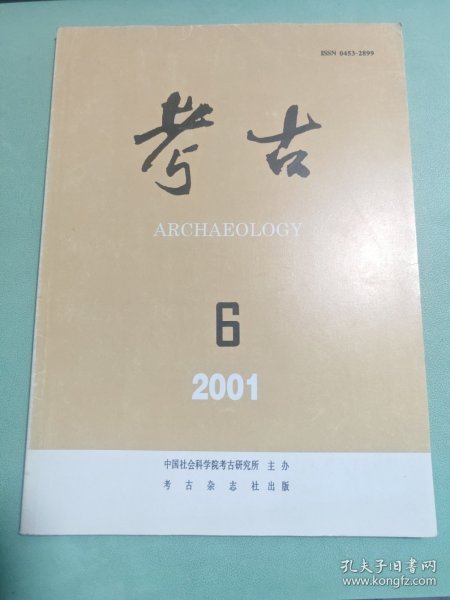 ISSN 0453-2899
考古
ARCHAEOLOGY
6
2001
中国社会科学院考古研究所 主办
考古杂志社出版
孔夫子旧书网
www.kongfz.com